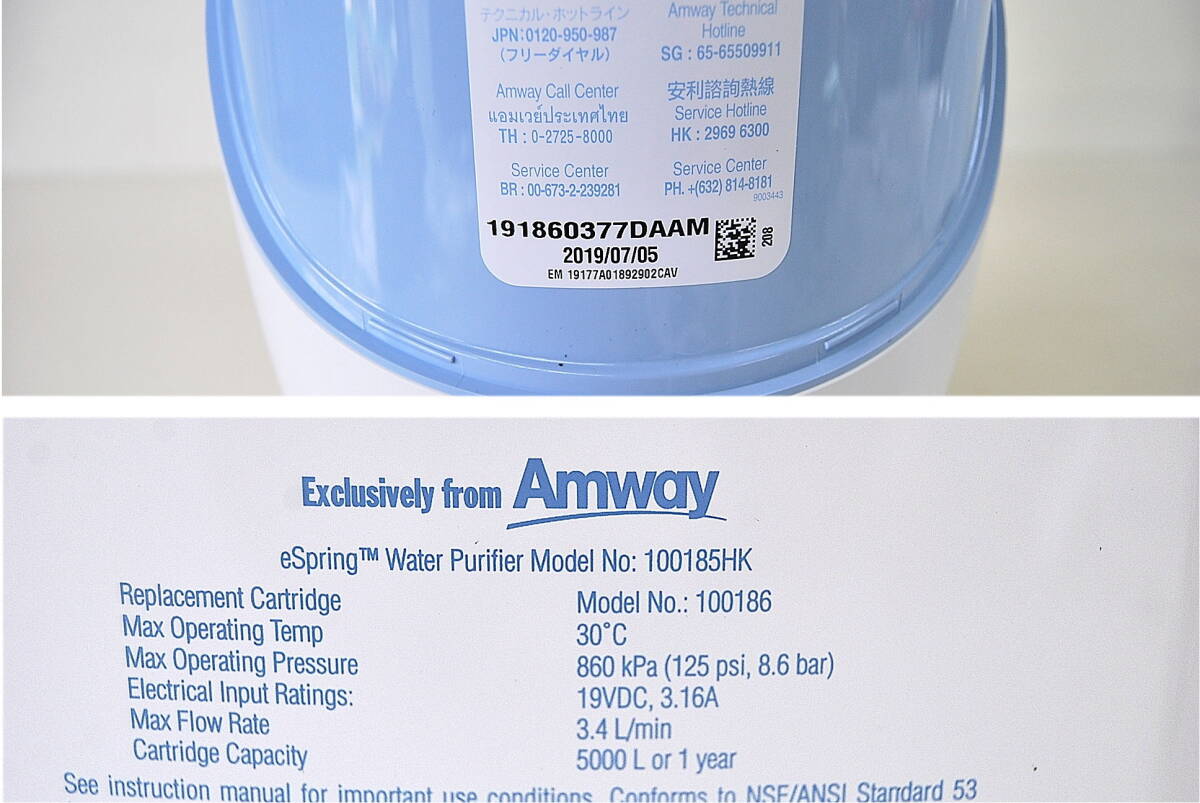 テクニカル・ホットライン
JPN:0120-950-987
(フリーダイヤル)
Amway Technical
Hotline
SG : 65-65509911
Amway Call Center
แอมเวย์ประเทศไทย
TH : 0-2725-8000
安利諮詢熱線
Service Hotline
HK : 2969 6300
Service Center
BR : 00-673-2-239281
Service Center
PH. +(632) 814-8181
9003443
191860377DAAM
208
2019/07/05
EM 19177A01892902CAV
Exclusively from Amway
eSpring™ Water Purifier Model No: 100185HK
Replacement Cartridge Model No.: 100186
Max Operating Temp 30°C
Max Operating Pressure 860 kPa (125 psi, 8.6 bar)
Electrical Input Ratings: 19VDC, 3.16A
Max Flow Rate 3.4 L/min
Cartridge Capacity 5000 L or 1 year
See instruction manual for important use conditions. Conforms to NSF/ANSI Standard 53